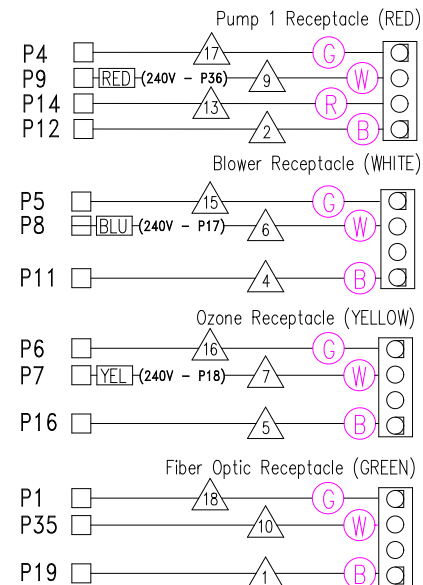 Pump 1 Receptacle (RED)
P4 17 G
P9 RED (240V - P36) 9 W
P14 13 R
P12 2 B
Blower Receptacle (WHITE)
P5 15 G
P8 BLU (240V - P17) 6 W
P11 4 B
Ozone Receptacle (YELLOW)
P6 16 G
P7 YEL (240V - P18) 7 W
P16 5 B
Fiber Optic Receptacle (GREEN)
P1 18 G
P35 10 W
P19 1 B